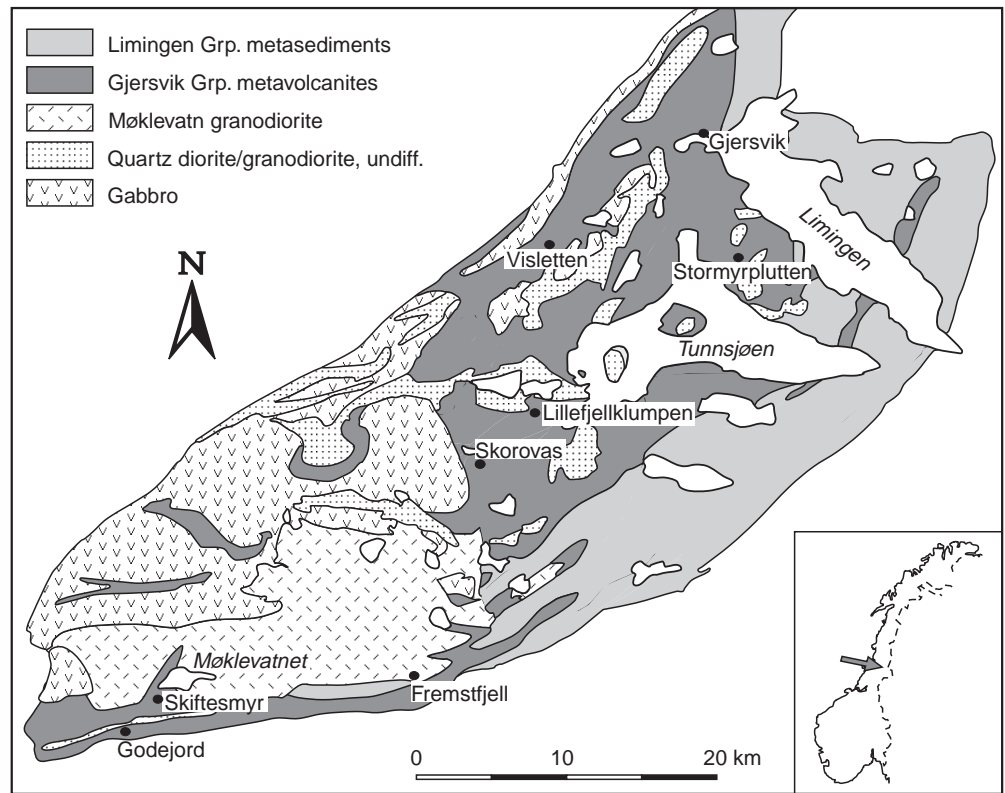 Limingen Grp. metasediments
Gjersvik Grp. metavolcanites
Møklevatn granodiorite
Quartz diorite/granodiorite, undiff.
Gabbro
N
Gjersvik
Limingen
Visletten
Stormyrplutten
Tunnsjøen
Lillefjellklumpen
Skorovas
Møklevatnet
Skiftesmyr
Fremstfjell
Godejord
0 10 20 km